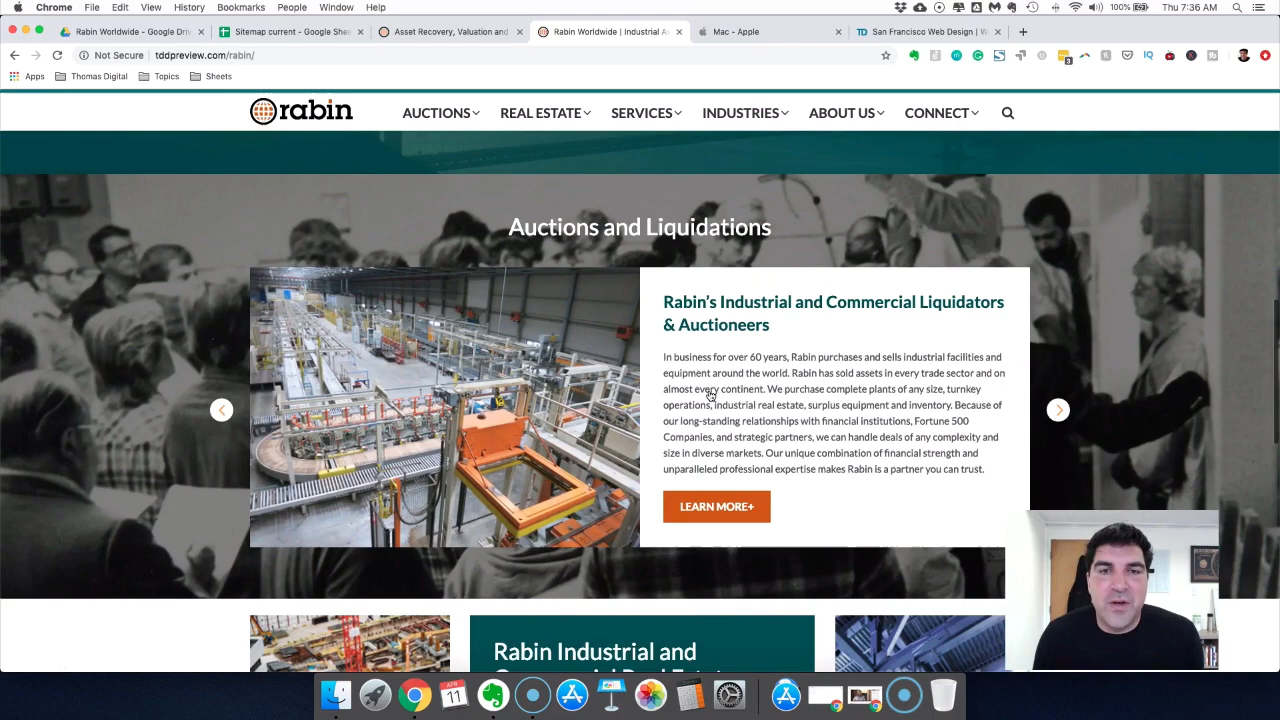 Chrome File Edit View History Bookmarks People Window Help 100% Thu 7:36 AM
Rabin Worldwide - Google Driv Sitemap current - Google Shee Asset Recovery, Valuation and Rabin Worldwide | Industrial A Mac - Apple San Francisco Web Design | W
Not Secure tddpreview.com/rabin/
Apps Thomas Digital Topics Sheets
rabin AUCTIONS REAL ESTATE SERVICES INDUSTRIES ABOUT US CONNECT
Auctions and Liquidations
Rabin's Industrial and Commercial Liquidators
& Auctioneers
In business for over 60 years, Rabin purchases and sells industrial facilities and
equipment around the world. Rabin has sold assets in every trade sector and on
almost every continent. We purchase complete plants of any size, turnkey
operations, industrial real estate, surplus equipment and inventory. Because of
our long-standing relationships with financial institutions, Fortune 500
Companies, and strategic partners, we can handle deals of any complexity and
size in diverse markets. Our unique combination of financial strength and
unparalleled professional expertise makes Rabin is a partner you can trust.
LEARN MORE+
Rabin Industrial and
APR
11